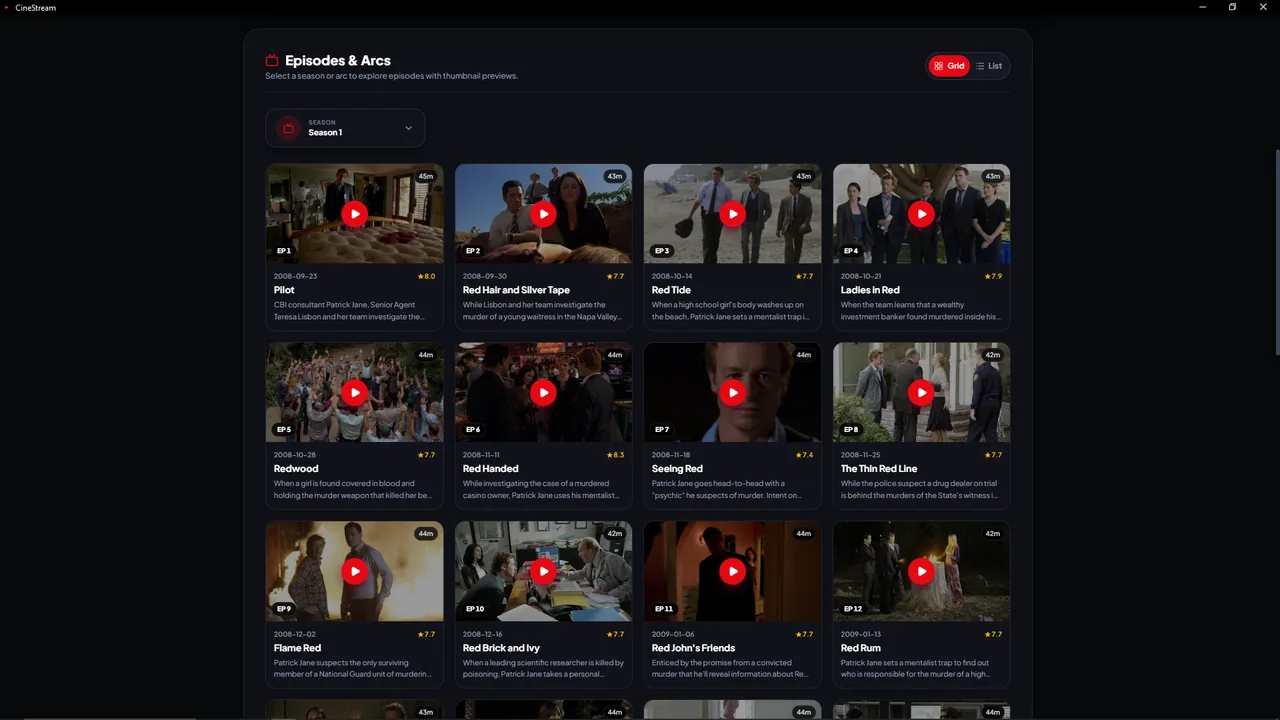 CineStream
Episodes & Arcs
Select a season or arc to explore episodes with thumbnail previews.
Grid
List
SEASON
Season 1
45m
EP 1
2008-09-23
★8.0
Pilot
CBI consultant Patrick Jane, Senior Agent
Teresa Lisbon and her team investigate the...
43m
EP 2
2008-09-30
★7.7
Red Hair and Silver Tape
While Lisbon and her team investigate the
murder of a young waitress in the Napa Valley...
43m
EP 3
2008-10-14
★7.7
Red Tide
When a high school girl's body washes up on
the beach, Patrick Jane sets a mentalist trap i...
43m
EP 4
2008-10-21
★7.9
Ladies in Red
When the team learns that a wealthy
investment banker found murdered inside his...
44m
EP 5
2008-10-28
★7.7
Redwood
When a girl is found covered in blood and
holding the murder weapon that killed her be...
44m
EP 6
2008-11-11
★8.3
Red Handed
While investigating the case of a murdered
casino owner, Patrick Jane uses his mentalist...
44m
EP 7
2008-11-18
★7.4
Seeing Red
Patrick Jane goes head-to-head with a
"psychic" he suspects of murder. Intent on...
42m
EP 8
2008-11-25
★7.7
The Thin Red Line
While the police suspect a drug dealer on trial
is behind the murders of the State's witness i...
44m
EP 9
2008-12-02
★7.7
Flame Red
Patrick Jane suspects the only surviving
member of a National Guard unit of murderin...
42m
EP 10
2008-12-16
★7.7
Red Brick and Ivy
When a leading scientific researcher is killed by
poisoning, Patrick Jane takes a personal...
44m
EP 11
2009-01-06
★7.7
Red John's Friends
Enticed by the promise from a convicted
murder that he'll reveal information about Re...
42m
EP 12
2009-01-13
★7.7
Red Rum
Patrick Jane sets a mentalist trap to find out
who is responsible for the murder of a high...
43m
44m
44m
44m